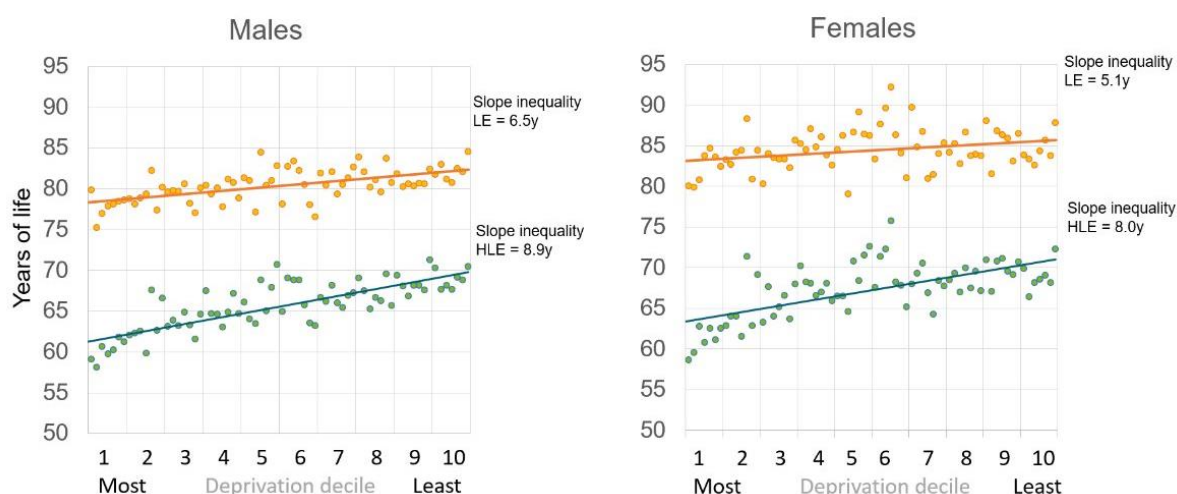 Males
Years of life
95
90
85
80
75
70
65
60
55
50
Slope inequality
LE = 6.5y
Slope inequality
HLE = 8.9y
1 2 3 4 5 6 7 8 9 10
Most Deprivation decile Least
Females
95
90
85
80
75
70
65
60
55
50
Slope inequality
LE = 5.1y
Slope inequality
HLE = 8.0y
1 2 3 4 5 6 7 8 9 10
Most Deprivation decile Least